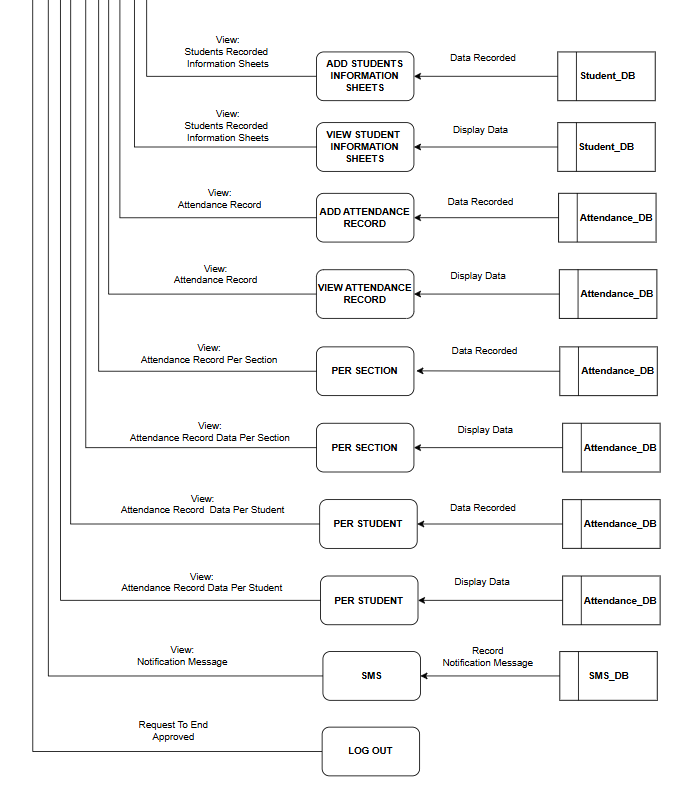 View:
Students Recorded
Information Sheets
ADD STUDENTS
INFORMATION
SHEETS
Data Recorded
Student_DB
View:
Students Recorded
Information Sheets
VIEW STUDENT
INFORMATION
SHEETS
Display Data
Student_DB
View:
Attendance Record
ADD ATTENDANCE
RECORD
Data Recorded
Attendance_DB
View:
Attendance Record
VIEW ATTENDANCE
RECORD
Display Data
Attendance_DB
View:
Attendance Record Per Section
PER SECTION
Data Recorded
Attendance_DB
View:
Attendance Record Data Per Section
PER SECTION
Display Data
Attendance_DB
View:
Attendance Record Data Per Student
PER STUDENT
Data Recorded
Attendance_DB
View:
Attendance Record Data Per Student
PER STUDENT
Display Data
Attendance_DB
View:
Notification Message
SMS
Record
Notification Message
SMS_DB
Request To End
Approved
LOG OUT